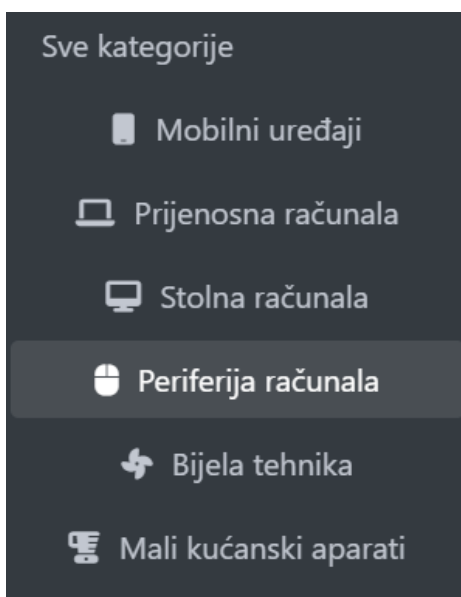 Sve kategorije
Mobilni uređaji
Prijenosna računala
Stolna računala
Periferija računala
Bijela tehnika
Mali kućanski aparati